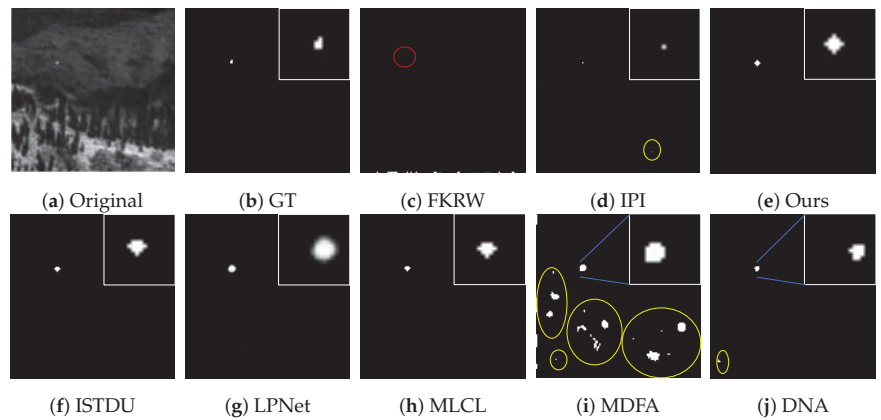 (a) Original
(b) GT
(c) FKRW
(d) IPI
(e) Ours
(f) ISTDU
(g) LPNet
(h) MLCL
(i) MDFA
(j) DNA